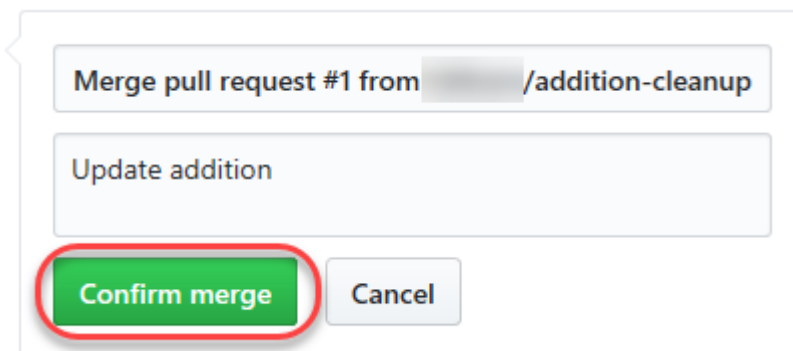 Merge pull request #1 from /addition-cleanup
Update addition
Confirm merge
Cancel